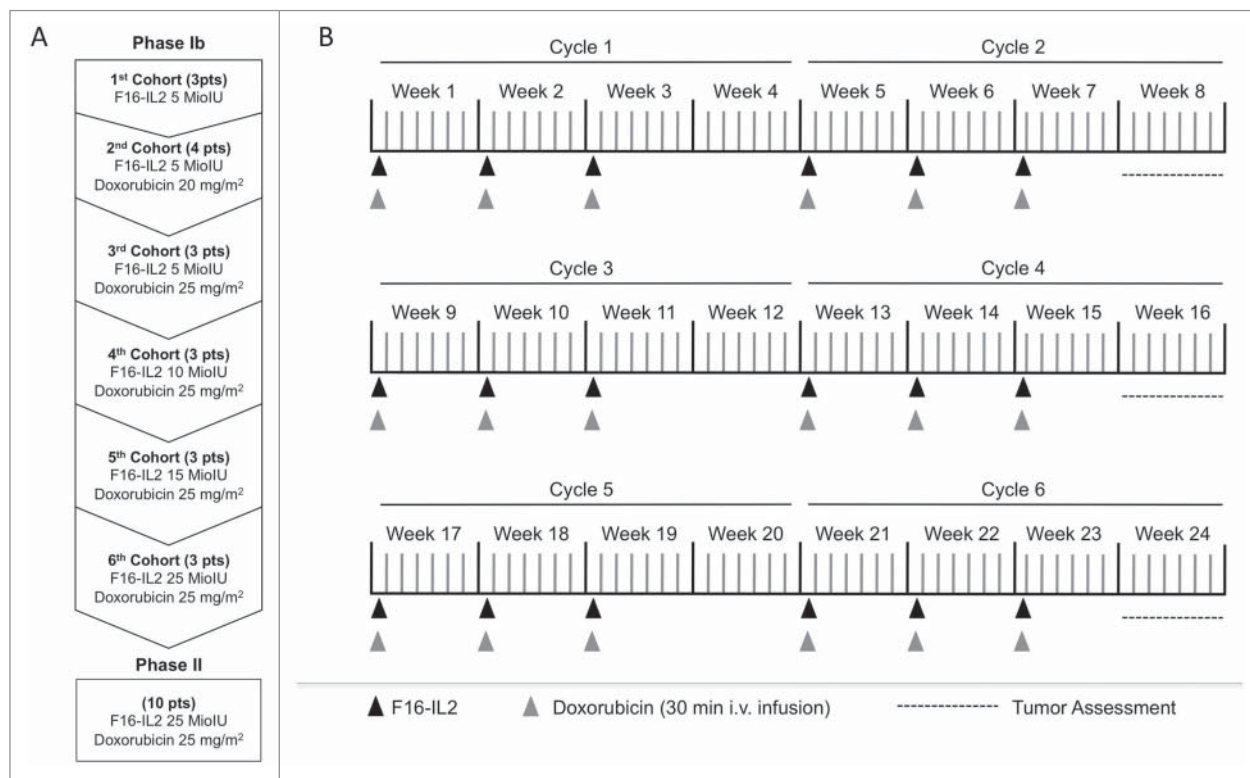 A
Phase Ib
1st Cohort (3pts)
F16-IL2 5 MioIU
2nd Cohort (4 pts)
F16-IL2 5 MioIU
Doxorubicin 20 mg/m2
3rd Cohort (3 pts)
F16-IL2 5 MioIU
Doxorubicin 25 mg/m2
4th Cohort (3 pts)
F16-IL2 10 MioIU
Doxorubicin 25 mg/m2
5th Cohort (3 pts)
F16-IL2 15 MioIU
Doxorubicin 25 mg/m2
6th Cohort (3 pts)
F16-IL2 25 MioIU
Doxorubicin 25 mg/m2
Phase II
(10 pts)
F16-IL2 25 MioIU
Doxorubicin 25 mg/m2
B
Cycle 1 Cycle 2
Week 1 Week 2 Week 3 Week 4 Week 5 Week 6 Week 7 Week 8
Cycle 3 Cycle 4
Week 9 Week 10 Week 11 Week 12 Week 13 Week 14 Week 15 Week 16
Cycle 5 Cycle 6
Week 17 Week 18 Week 19 Week 20 Week 21 Week 22 Week 23 Week 24
F16-IL2 Doxorubicin (30 min i.v. infusion) Tumor Assessment